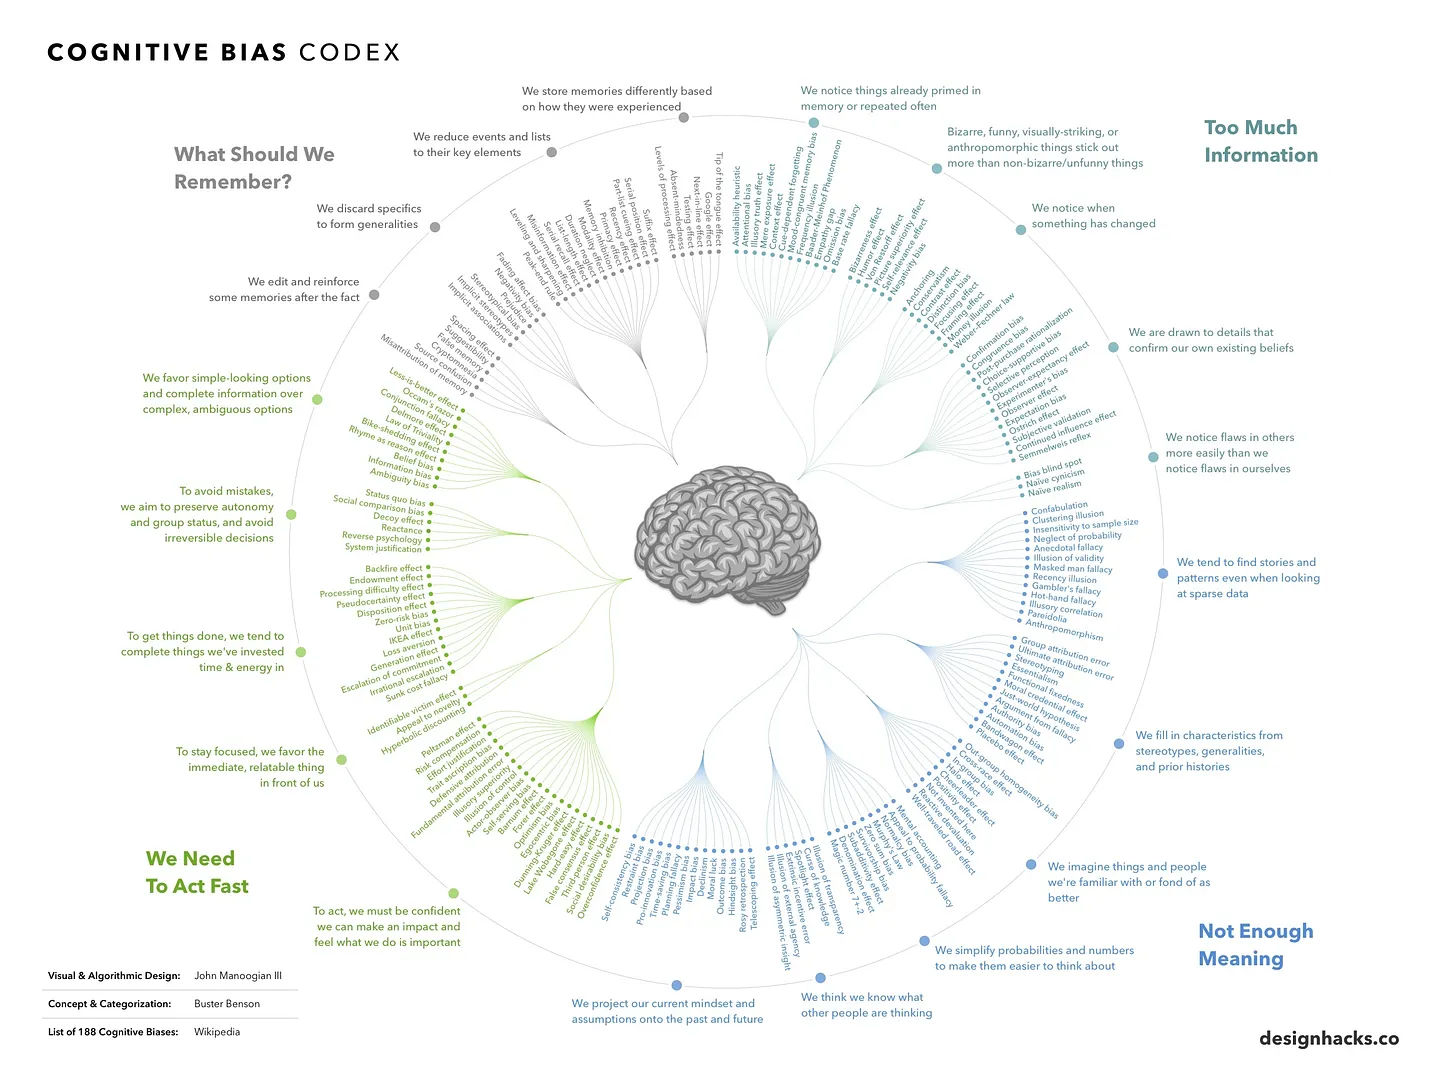 COGNITIVE BIAS CODEX
We store memories differently based
on how they were experienced
We notice things already primed in
memory or repeated often
We reduce events and lists
to their key elements
Bizarre, funny, visually-striking, or
anthropomorphic things stick out
more than non-bizarre/unfunny things
What Should We
Remember?
Too Much
Information
We discard specifics
to form generalities
We notice when
something has changed
We edit and reinforce
some memories after the fact
We are drawn to details that
confirm our own existing beliefs
We favor simple-looking options
and complete information over
complex, ambiguous options
We notice flaws in others
more easily than we
notice flaws in ourselves
To avoid mistakes,
we aim to preserve autonomy
and group status, and avoid
irreversible decisions
We tend to find stories and
patterns even when looking
at sparse data
To get things done, we tend to
complete things we've invested
time & energy in
We fill in characteristics from
stereotypes, generalities,
and prior histories
To stay focused, we favor the
immediate, relatable thing
in front of us
We imagine things and people
we're familiar with or fond of as
better
We Need
To Act Fast
To act, we must be confident
we can make an impact and
feel what we do is important
We simplify probabilities and numbers
to make them easier to think about
Not Enough
Meaning
We project our current mindset and
assumptions onto the past and future
We think we know what
other people are thinking
Availability heuristic
Attentional bias
Illusory truth effect
Mere exposure effect
Context effect
Cue-dependent forgetting
Mood-congruent memory bias
Frequency illusion
Baader-Meinhof Phenomenon
Empathy gap
Omission bias
Base rate fallacy
Bizarreness effect
Humor effect
Von Restorff effect
Picture superiority effect
Self-relevance effect
Negativity bias
Anchoring
Conservatism
Contrast effect
Distinction bias
Focusing effect
Framing effect
Money illusion
Weber–Fechner law
Confirmation bias
Congruence bias
Post-purchase rationalization
Choice-supportive bias
Selective perception
Observer-expectancy effect
Experimenter's bias
Observer effect
Expectation bias
Ostrich effect
Subjective validation
Continued influence effect
Semmelweis reflex
Bias blind spot
Naïve cynicism
Naïve realism
Confabulation
Clustering illusion
Insensitivity to sample size
Neglect of probability
Anecdotal fallacy
Illusion of validity
Masked man fallacy
Recency illusion
Gambler's fallacy
Hot-hand fallacy
Illusory correlation
Pareidolia
Anthropomorphism
Group attribution error
Ultimate attribution error
Stereotyping
Essentialism
Functional fixedness
Moral credential effect
Just-world hypothesis
Argument from fallacy
Authority bias
Automation bias
Bandwagon effect
Placebo effect
Out-group homogeneity bias
Cross-race effect
In-group bias
Halo effect
Cheerleader effect
Positivity effect
Not invented here
Reactive devaluation
Well-traveled road effect
Mental accounting
Appeal to probability fallacy
Normalcy bias
Murphy's Law
Zero sum bias
Survivorship bias
Subadditivity effect
Denomination effect
Magic number 7+-2
Illusion of transparency
Curse of knowledge
Spotlight effect
Extrinsic incentive error
Illusion of external agency
Illusion of asymmetric insight
Telescoping effect
Rosy retrospection
Hindsight bias
Outcome bias
Moral luck
Declinism
Impact bias
Pessimism bias
Planning fallacy
Time-saving bias
Pro-innovation bias
Projection bias
Restraint bias
Self-consistency bias
Overconfidence effect
Social desirability bias
Third-person effect
False consensus effect
Hard-easy effect
Lake Wobegone effect
Dunning-Kruger effect
Egocentric bias
Optimism bias
Forer effect
Barnum effect
Self-serving bias
Actor-observer bias
Illusion of control
Illusory superiority
Fundamental attribution error
Defensive attribution
Trait ascription bias
Effort justification
Risk compensation
Peltzman effect
Hyperbolic discounting
Appeal to novelty
Identifiable victim effect
Sunk cost fallacy
Irrational escalation
Escalation of commitment
Generation effect
Loss aversion
IKEA effect
Unit bias
Zero-risk bias
Disposition effect
Pseudocertainty effect
Processing difficulty effect
Endowment effect
Backfire effect
System justification
Reverse psychology
Reactance
Decoy effect
Social comparison bias
Status quo bias
Ambiguity bias
Information bias
Belief bias
Rhyme as reason effect
Bike-shedding effect
Law of Triviality
Delmore effect
Conjunction fallacy
Occam's razor
Less-is-better effect
Misattribution of memory
Source confusion
Cryptomnesia
False memory
Suggestibility
Spacing effect
Implicit associations
Implicit stereotypes
Stereotypical bias
Prejudice
Negativity bias
Fading affect bias
Peak-end rule
Leveling and sharpening
Misinformation effect
Serial recall effect
List-length effect
Duration neglect
Modality effect
Memory inhibition
Primacy effect
Recency effect
Part-list cueing effect
Serial position effect
Suffix effect
Levels of processing effect
Absent-mindedness
Testing effect
Next-in-line effect
Google effect
Tip of the tongue effect
Visual & Algorithmic Design: John Manoogian III
Concept & Categorization: Buster Benson
List of 188 Cognitive Biases: Wikipedia
designhacks.co